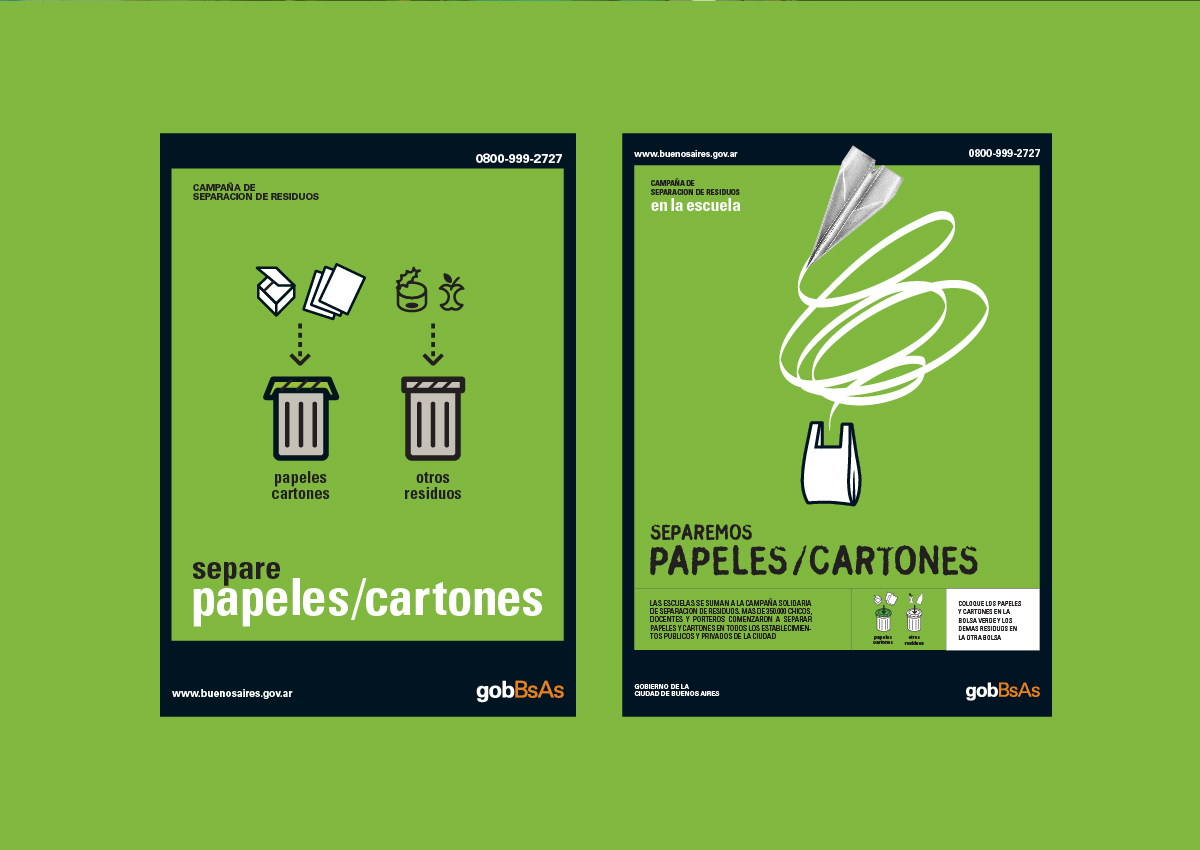 0800-999-2727
CAMPAÑA DE
SEPARACION DE RESIDUOS
papeles
cartones
otros
residuos
separe
papeles/cartones
www.buenosaires.gov.ar
gobBsAs
www.buenosaires.gov.ar
0800-999-2727
CAMPAÑA DE
SEPARACION DE RESIDUOS
en la escuela
SEPAREMOS
PAPELES/CARTONES
LAS ESCUELAS SE SUMAN A LA CAMPAÑA SOLIDARIA
DE SEPARACION DE RESIDUOS. MAS DE 350.000 CHICOS,
DOCENTES Y PORTEROS COMENZARON A SEPARAR
PAPELES Y CARTONES EN TODOS LOS ESTABLECIMIEN-
TOS PUBLICOS Y PRIVADOS DE LA CIUDAD
papeles
cartones
otros
residuos
COLOQUE LOS PAPELES
Y CARTONES EN LA
BOLSA VERDE Y LOS
DEMAS RESIDUOS EN
LA OTRA BOLSA
GOBIERNO DE LA
CIUDAD DE BUENOS AIRES
gobBsAs